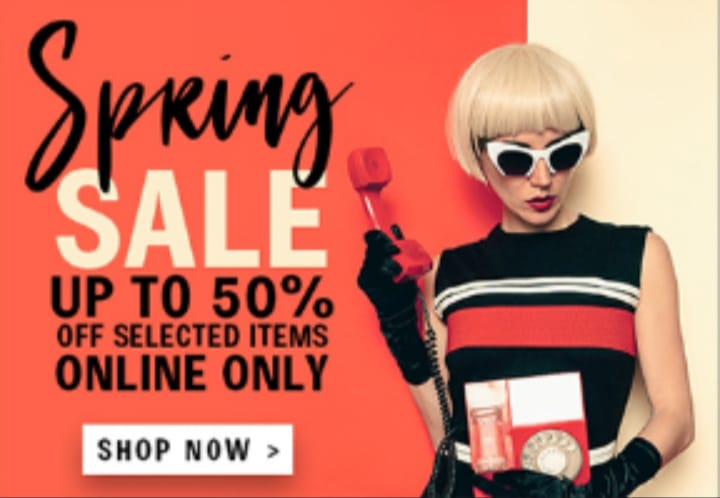 Spring
SALE
UP TO 50%
OFF SELECTED ITEMS
ONLINE ONLY
SHOP NOW >